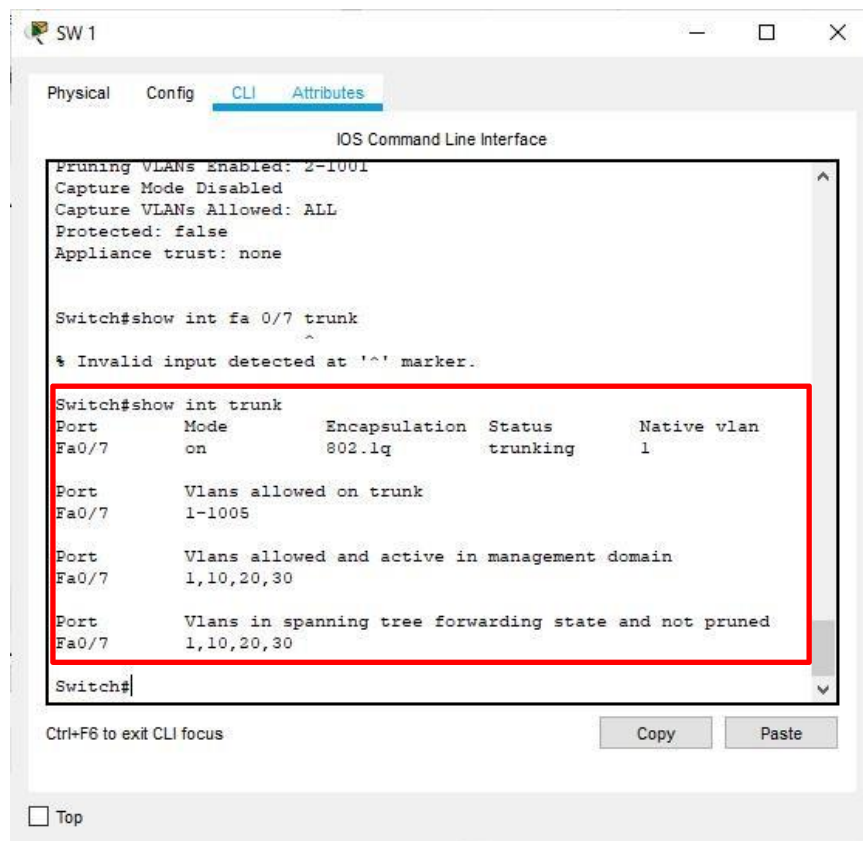 SW 1
Physical Config CLI Attributes
IOS Command Line Interface
Pruning VLANs Enabled: 2-1001
Capture Mode Disabled
Capture VLANs Allowed: ALL
Protected: false
Appliance trust: none
Switch#show int fa 0/7 trunk
^
% Invalid input detected at '^' marker.
Switch#show int trunk
Port Mode Encapsulation Status Native vlan
Fa0/7 on 802.1q trunking 1
Port Vlans allowed on trunk
Fa0/7 1-1005
Port Vlans allowed and active in management domain
Fa0/7 1,10,20,30
Port Vlans in spanning tree forwarding state and not pruned
Fa0/7 1,10,20,30
Switch#
Ctrl+F6 to exit CLI focus Copy Paste
Top